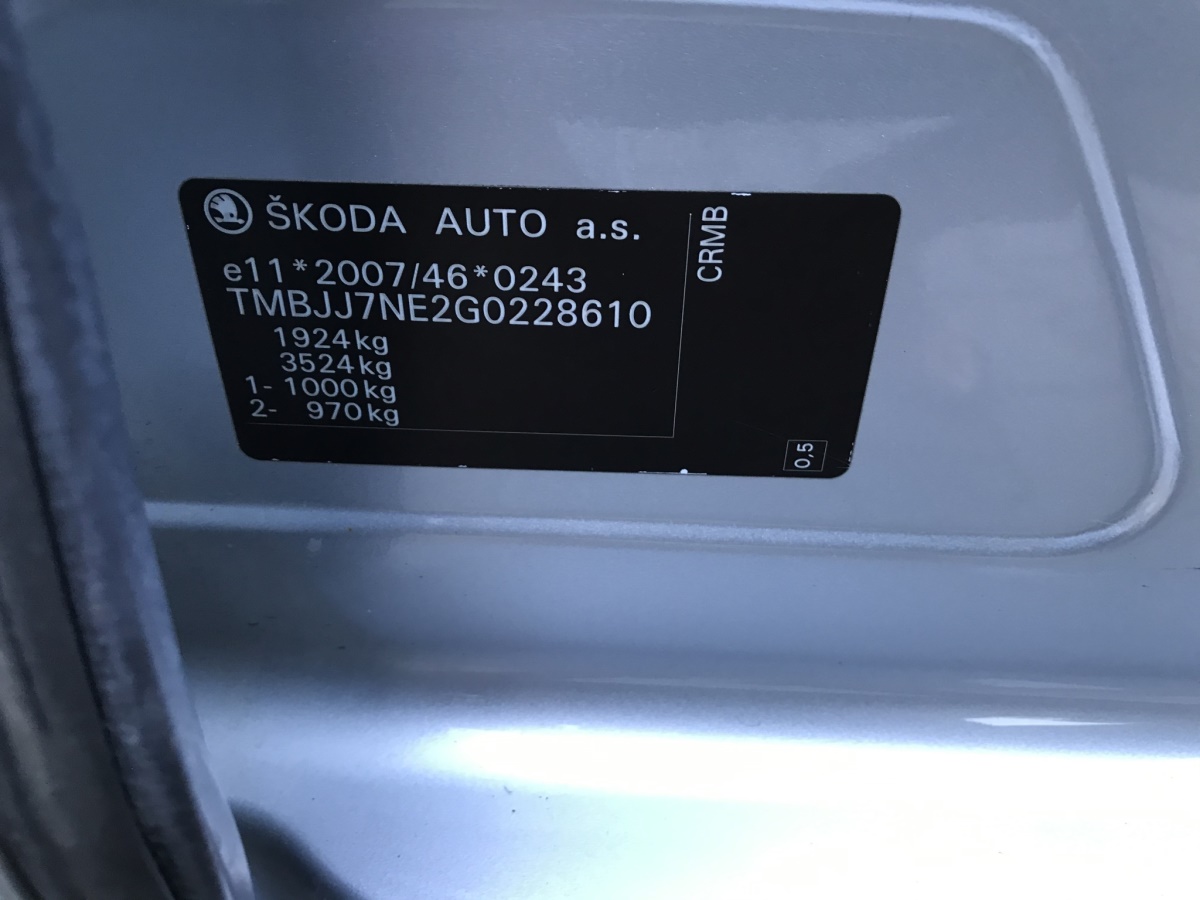 ŠKODA AUTO a.s.
e11*2007/46*0243
TMBJJ7NE2G0228610
1924kg
3524kg
1- 1000kg
2- 970kg
CRMB
0,5